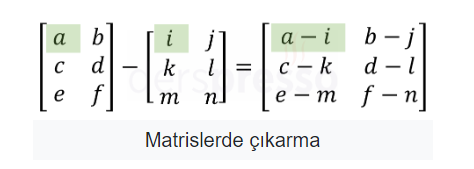 [a b] - [i j] = [a - i b - j]
[c d] [k l] [c - k d - l]
[e f] [m n] [e - m f - n]
Matrislerde çıkarma